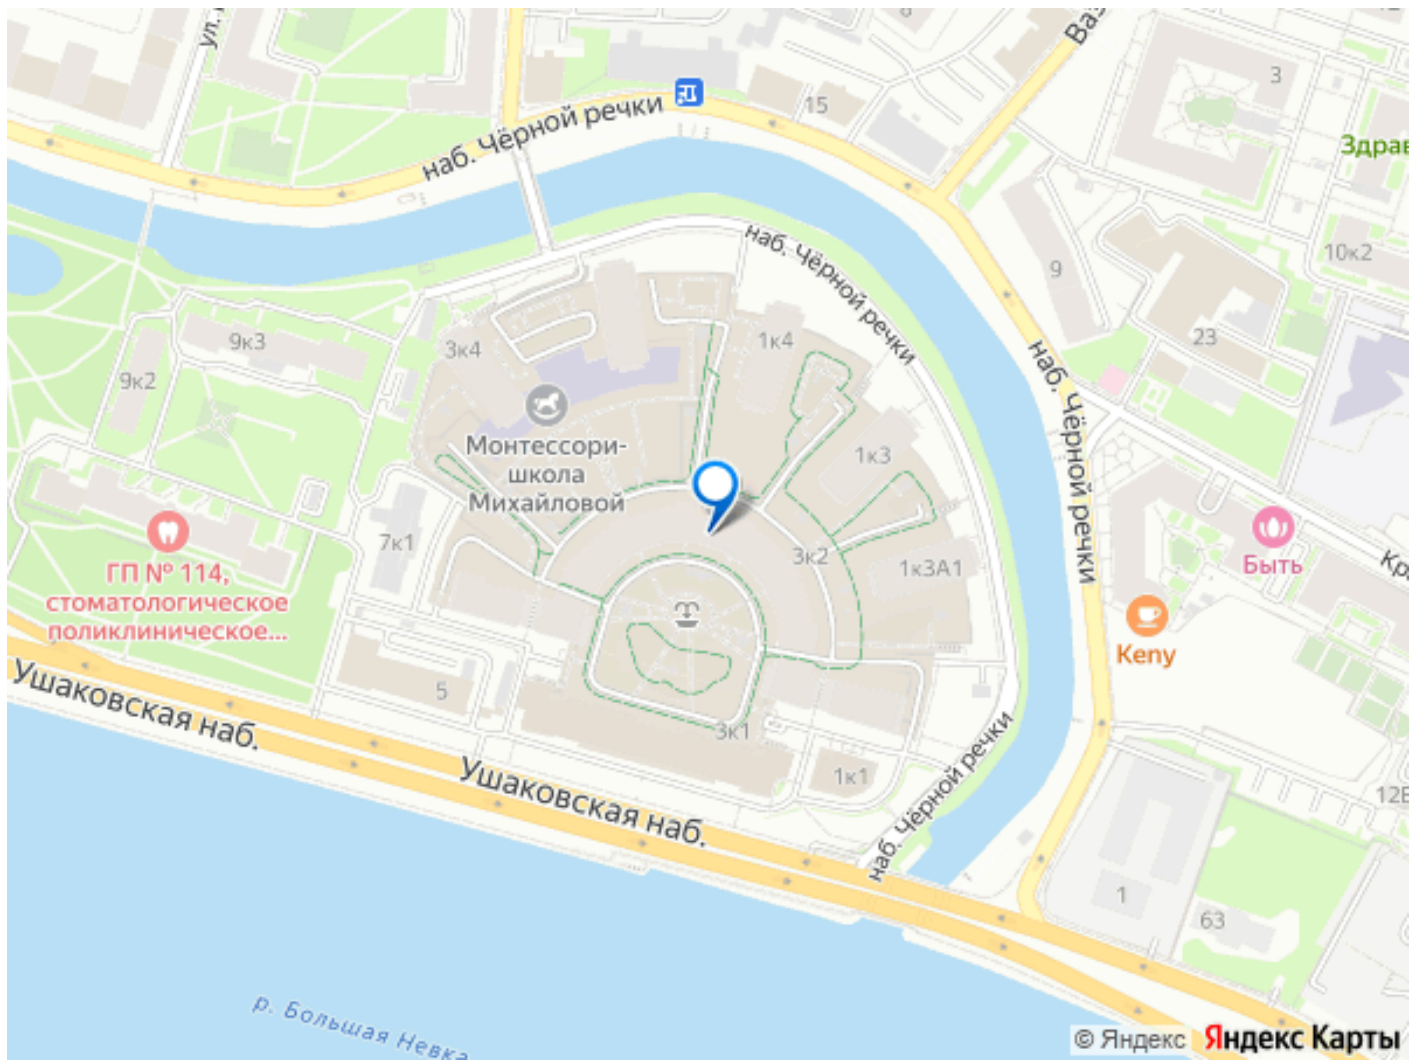 ул.
наб. Чёрной речки
15
3
Здрав
наб. Чёрной речки
9
10к2
23
9к3
3к4
1к4
9к2
наб. Чёрной речки
Монтессори-
школа
Михайловой
1к3
7к1
3к2
1к3А1
ГП № 114,
стоматологическое
поликлиническое...
Быть
Keny
5
3к1
1к1
Ушаковская наб.
Ушаковская наб.
наб. Чёрной речки
1
63
р. Большая Невка
© Яндекс Яндекс Карты